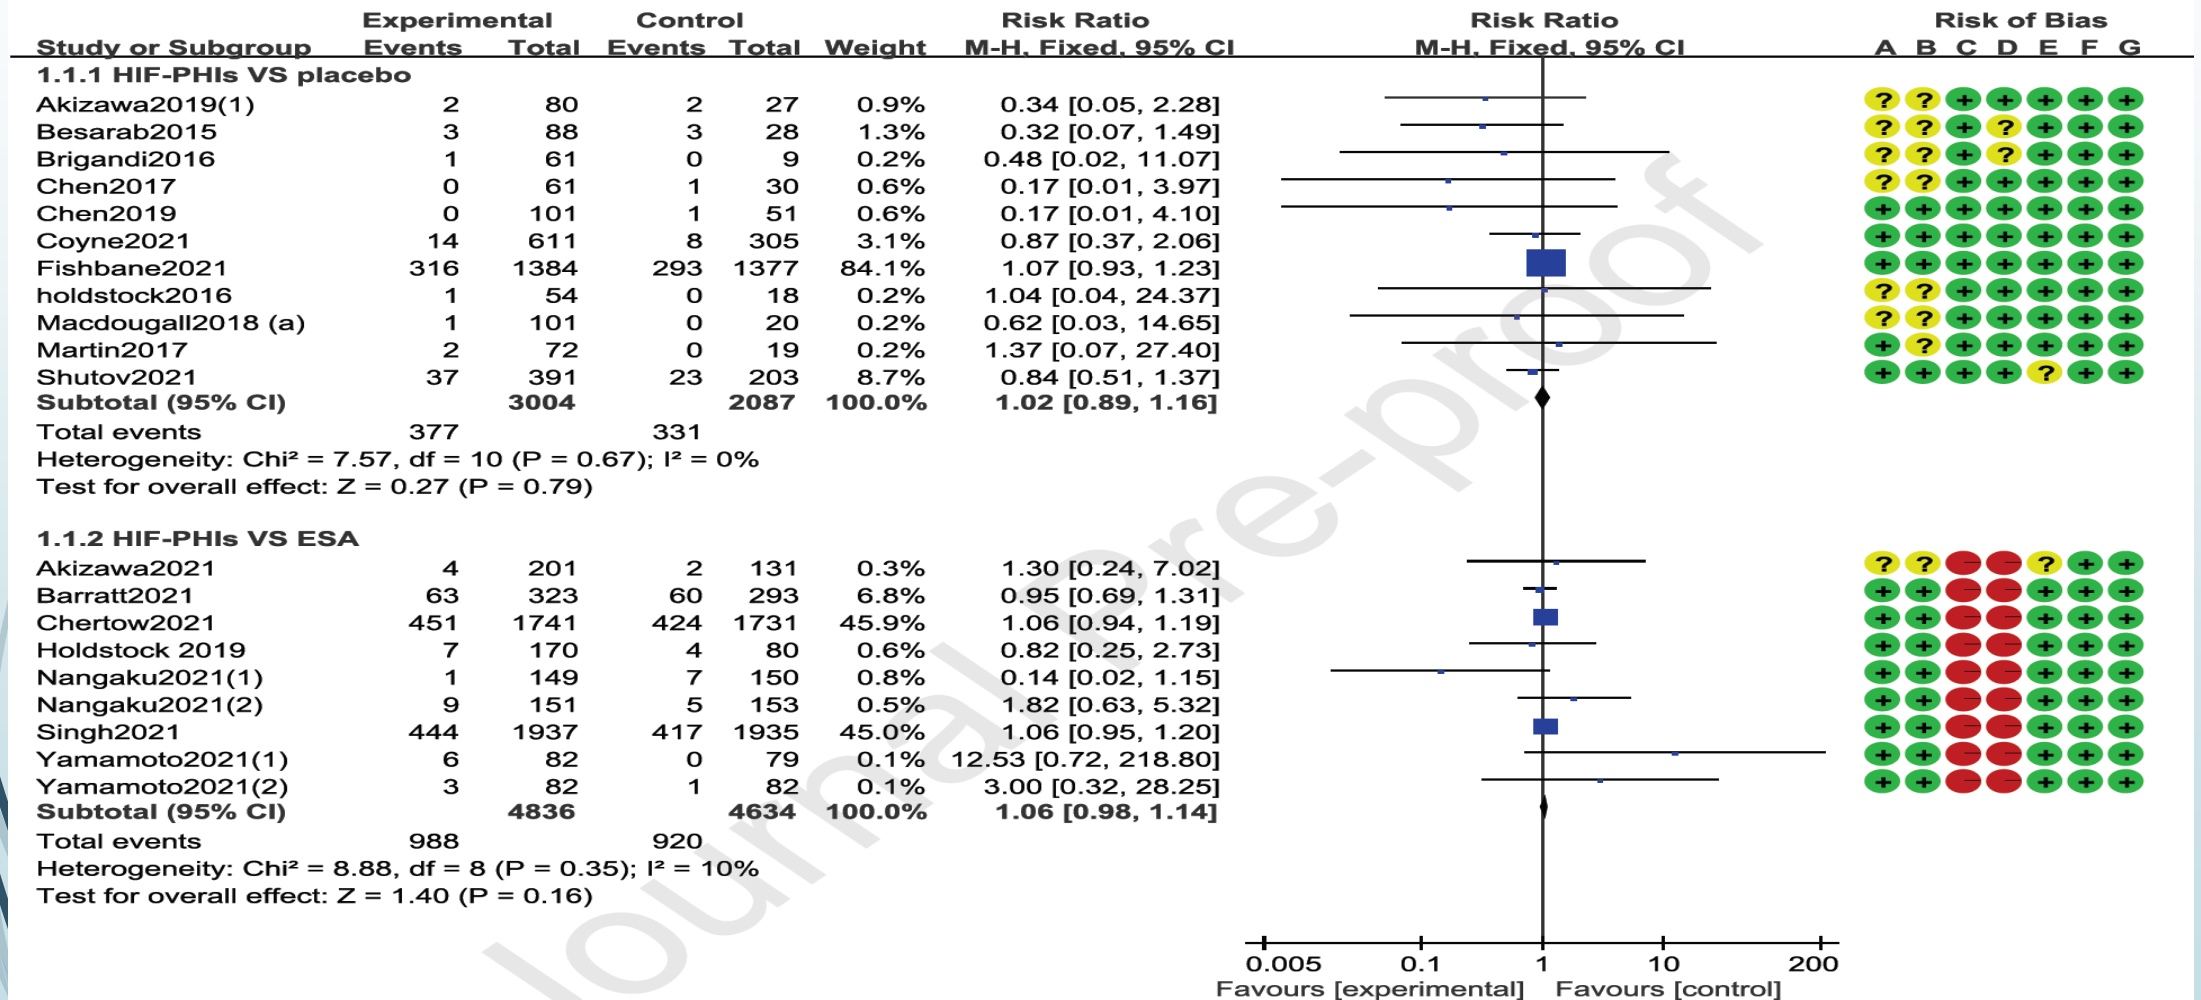 Experimental Control Risk Ratio Risk Ratio Risk of Bias
Study or Subgroup Events Total Events Total Weight M-H, Fixed, 95% CI M-H, Fixed, 95% CI A B C D E F G
1.1.1 HIF-PHIs VS placebo
Akizawa2019(1) 2 80 2 27 0.9% 0.34 [0.05, 2.28] ? ? + + + + +
Besarab2015 3 88 3 28 1.3% 0.32 [0.07, 1.49] ? ? + ? + + +
Brigandi2016 1 61 0 9 0.2% 0.48 [0.02, 11.07] ? ? + ? + + +
Chen2017 0 61 1 30 0.6% 0.17 [0.01, 3.97] ? ? + + + + +
Chen2019 0 101 1 51 0.6% 0.17 [0.01, 4.10] + + + + + + +
Coyne2021 14 611 8 305 3.1% 0.87 [0.37, 2.06] + + + + + + +
Fishbane2021 316 1384 293 1377 84.1% 1.07 [0.93, 1.23] + + + + + + +
holdstock2016 1 54 0 18 0.2% 1.04 [0.04, 24.37] ? ? + + + + +
Macdougall2018 (a) 1 101 0 20 0.2% 0.62 [0.03, 14.65] ? ? + + + + +
Martin2017 2 72 0 19 0.2% 1.37 [0.07, 27.40] + ? + + + + +
Shutov2021 37 391 23 203 8.7% 0.84 [0.51, 1.37] + + + + ? + +
Subtotal (95% CI) 3004 2087 100.0% 1.02 [0.89, 1.16]
Total events 377 331
Heterogeneity: Chi² = 7.57, df = 10 (P = 0.67); I² = 0%
Test for overall effect: Z = 0.27 (P = 0.79)
1.1.2 HIF-PHIs VS ESA
Akizawa2021 4 201 2 131 0.3% 1.30 [0.24, 7.02] ? ? - - ? + +
Barratt2021 63 323 60 293 6.8% 0.95 [0.69, 1.31] + + - - + + +
Chertow2021 451 1741 424 1731 45.9% 1.06 [0.94, 1.19] + + - - + + +
Holdstock 2019 7 170 4 80 0.6% 0.82 [0.25, 2.73] + + - - + + +
Nangaku2021(1) 1 149 7 150 0.8% 0.14 [0.02, 1.15] + + - - + + +
Nangaku2021(2) 9 151 5 153 0.5% 1.82 [0.63, 5.32] + + - - + + +
Singh2021 444 1937 417 1935 45.0% 1.06 [0.95, 1.20] + + - - + + +
Yamamoto2021(1) 6 82 0 79 0.1% 12.53 [0.72, 218.80] + + - - + + +
Yamamoto2021(2) 3 82 1 82 0.1% 3.00 [0.32, 28.25] + + - - + + +
Subtotal (95% CI) 4836 4634 100.0% 1.06 [0.98, 1.14]
Total events 988 920
Heterogeneity: Chi² = 8.88, df = 8 (P = 0.35); I² = 10%
Test for overall effect: Z = 1.40 (P = 0.16)
0.005 0.1 1 10 200
Favours [experimental] Favours [control]
Journal Pre-proof